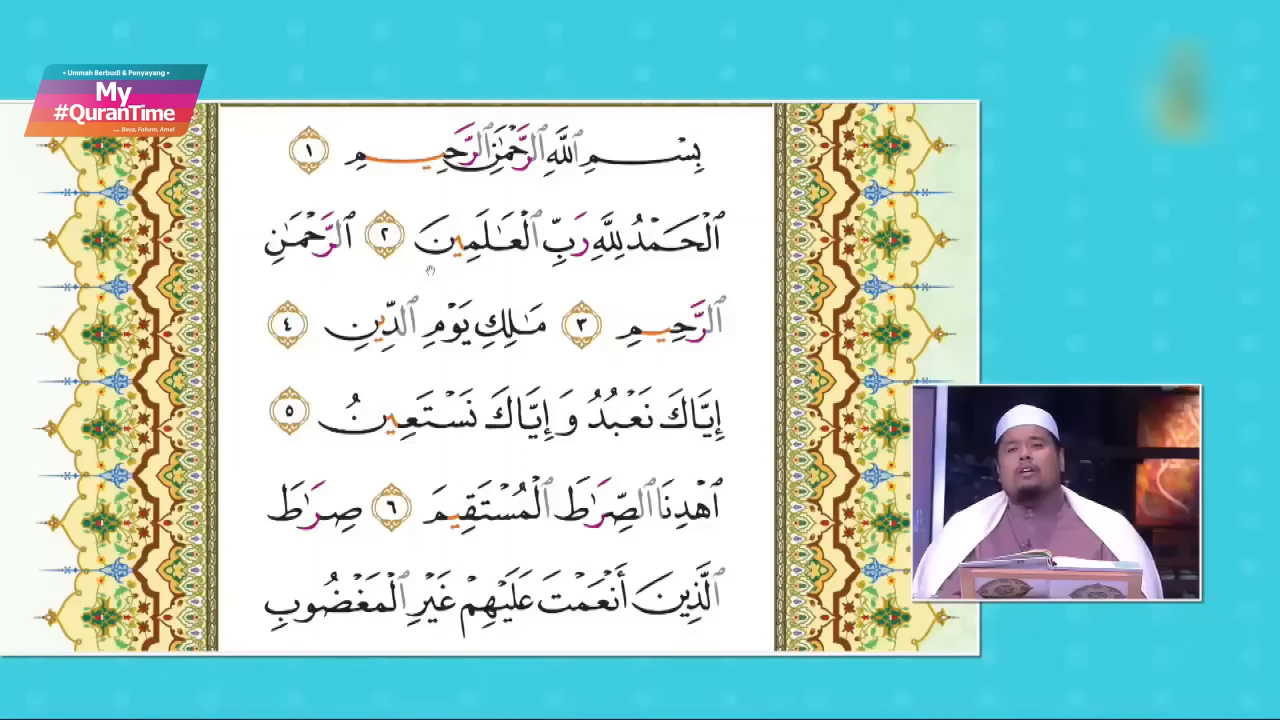 • Ummah Berbudi & Penyayang •
My
#QuranTime
... Baca, Faham, Amal
بِسْمِ ٱللَّهِ ٱلرَّحْمَٰنِ ٱلرَّحِيمِ ١
ٱلْحَمْدُ لِلَّهِ رَبِّ ٱلْعَٰلَمِينَ ٢ ٱلرَّحْمَٰنِ
ٱلرَّحِيمِ ٣ مَٰلِكِ يَوْمِ ٱلدِّينِ ٤
إِيَّاكَ نَعْبُدُ وَإِيَّاكَ نَسْتَعِينُ ٥
ٱهْدِنَا ٱلصِّرَٰطَ ٱلْمُسْتَقِيمَ ٦ صِرَٰطَ
ٱلَّذِينَ أَنْعَمْتَ عَلَيْهِمْ غَيْرِ ٱلْمَغْضُوبِ